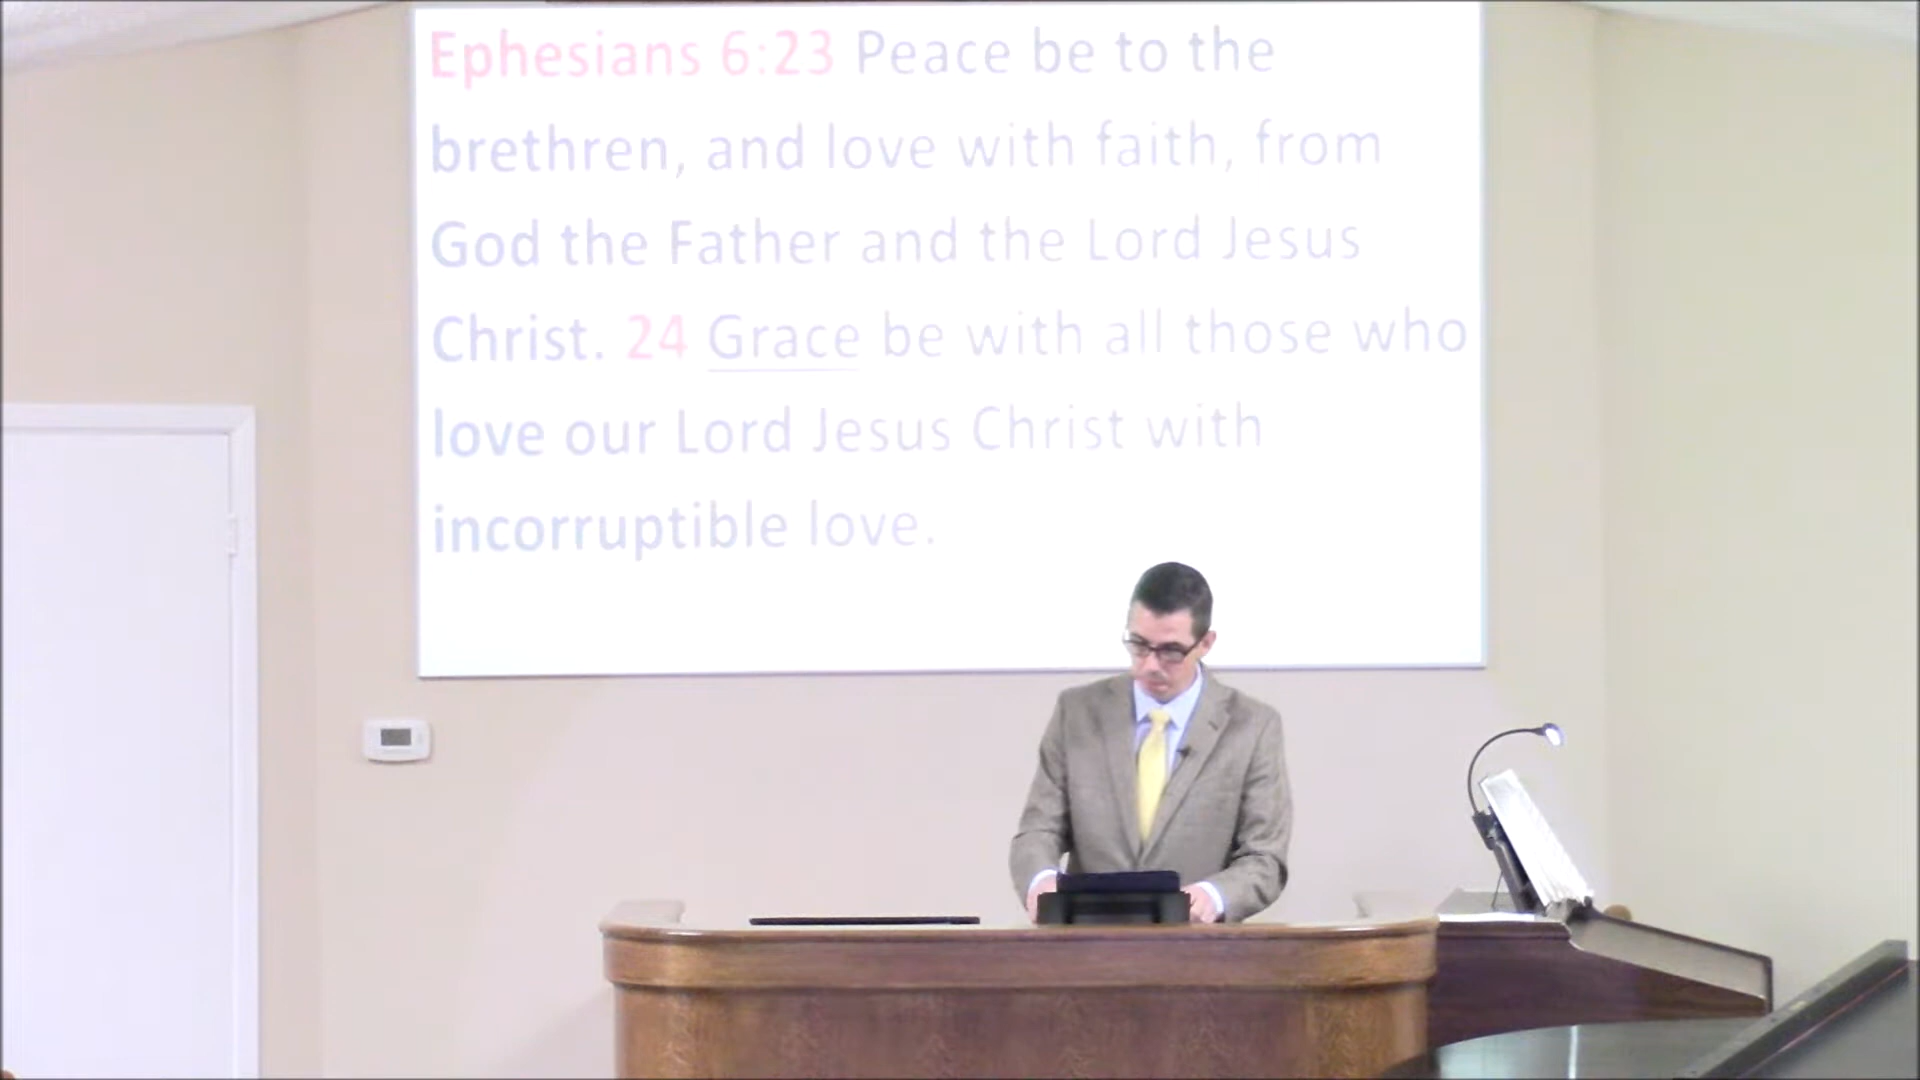 Ephesians 6:23 Peace be to the
brethren, and love with faith, from
God the Father and the Lord Jesus
Christ. 24 Grace be with all those who
love our Lord Jesus Christ with
incorruptible love.